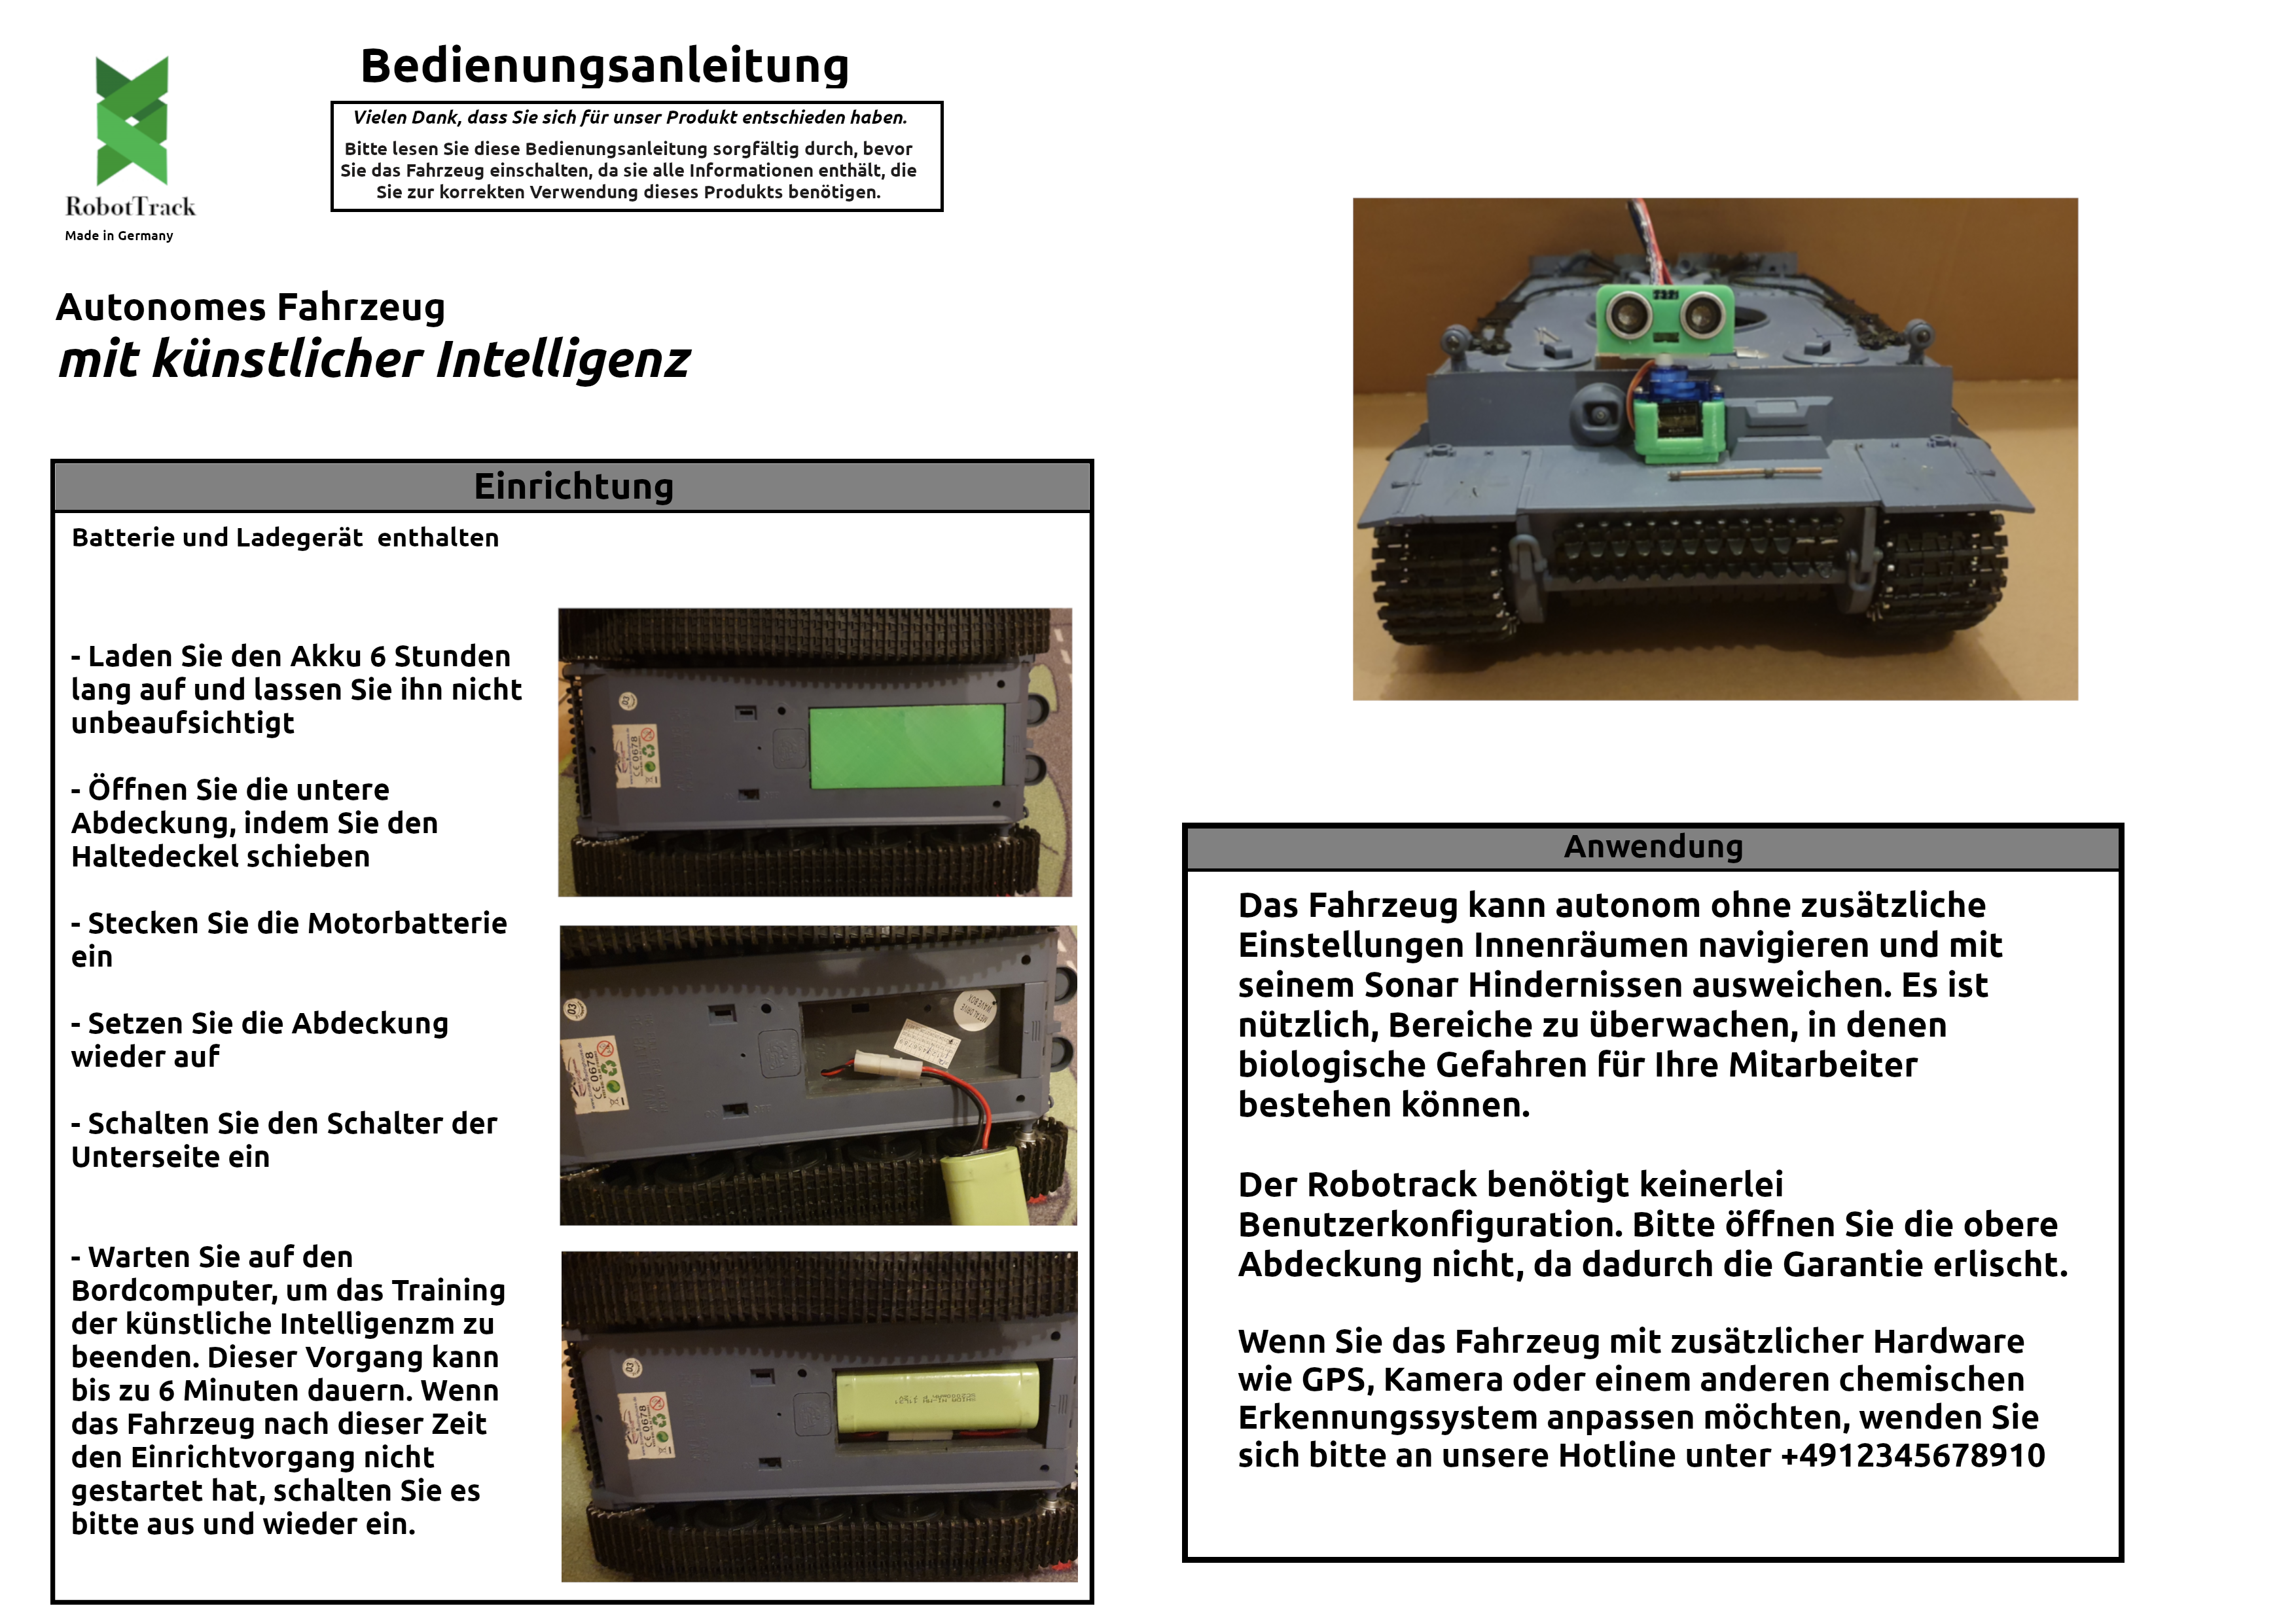 Bedienungsanleitung
Vielen Dank, dass Sie sich für unser Produkt entschieden haben.
Bitte lesen Sie diese Bedienungsanleitung sorgfältig durch, bevor
Sie das Fahrzeug einschalten, da sie alle Informationen enthält, die
Sie zur korrekten Verwendung dieses Produkts benötigen.
RobotTrack
Made in Germany
Autonomes Fahrzeug
mit künstlicher Intelligenz
Einrichtung
Batterie und Ladegerät  enthalten
- Laden Sie den Akku 6 Stunden
lang auf und lassen Sie ihn nicht
unbeaufsichtigt
- Öffnen Sie die untere
Abdeckung, indem Sie den
Haltedeckel schieben
- Stecken Sie die Motorbatterie
ein
- Setzen Sie die Abdeckung
wieder auf
- Schalten Sie den Schalter der
Unterseite ein
- Warten Sie auf den
Bordcomputer, um das Training
der künstliche Intelligenzm zu
beenden. Dieser Vorgang kann
bis zu 6 Minuten dauern. Wenn
das Fahrzeug nach dieser Zeit
den Einrichtvorgang nicht
gestartet hat, schalten Sie es
bitte aus und wieder ein.
03
CE 0678
03
CE 0678
03
CE 0678
Anwendung
Das Fahrzeug kann autonom ohne zusätzliche
Einstellungen Innenräumen navigieren und mit
seinem Sonar Hindernissen ausweichen. Es ist
nützlich, Bereiche zu überwachen, in denen
biologische Gefahren für Ihre Mitarbeiter
bestehen können.
Der Robotrack benötigt keinerlei
Benutzerkonfiguration. Bitte öffnen Sie die obere
Abdeckung nicht, da dadurch die Garantie erlischt.
Wenn Sie das Fahrzeug mit zusätzlicher Hardware
wie GPS, Kamera oder einem anderen chemischen
Erkennungssystem anpassen möchten, wenden Sie
sich bitte an unsere Hotline unter +4912345678910